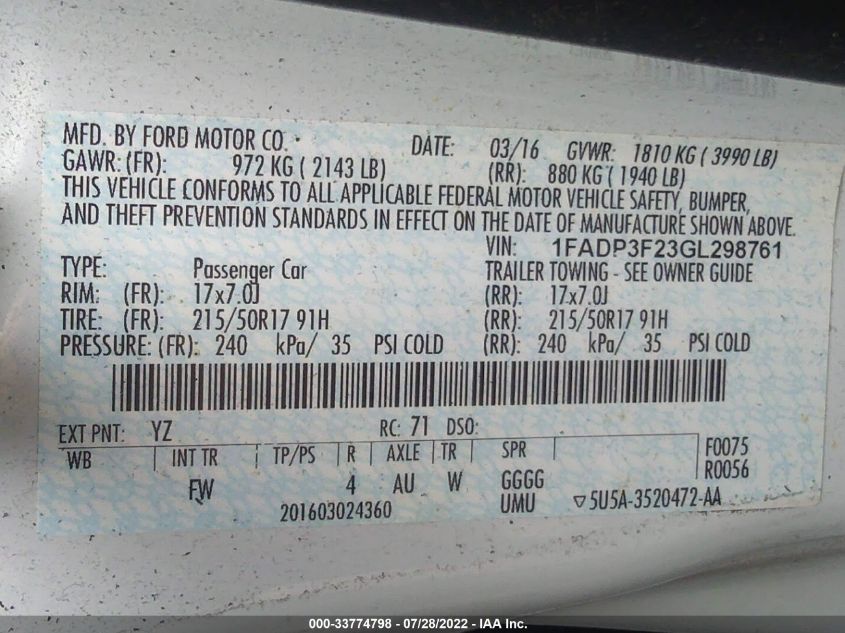 MFD. BY FORD MOTOR CO. DATE: 03/16 GVWR: 1810 KG ( 3990 LB)
GAWR: (FR): 972 KG ( 2143 LB) (RR): 880 KG ( 1940 LB)
THIS VEHICLE CONFORMS TO ALL APPLICABLE FEDERAL MOTOR VEHICLE SAFETY, BUMPER,
AND THEFT PREVENTION STANDARDS IN EFFECT ON THE DATE OF MANUFACTURE SHOWN ABOVE.
VIN: 1FADP3F23GL298761
TYPE: Passenger Car TRAILER TOWING - SEE OWNER GUIDE
RIM: (FR): 17x7.0J (RR): 17x7.0J
TIRE: (FR): 215/50R17 91H (RR): 215/50R17 91H
PRESSURE: (FR): 240 kPa/ 35 PSI COLD (RR): 240 kPa/ 35 PSI COLD
EXT PNT: YZ RC: 71 DSO:
WB INT TR TP/PS R AXLE TR SPR F0075
R0056
FW 4 AU W GGGG
201603024360 UMU ▽5U5A-3520472-AA
000-33774798 - 07/28/2022 - IAA Inc.